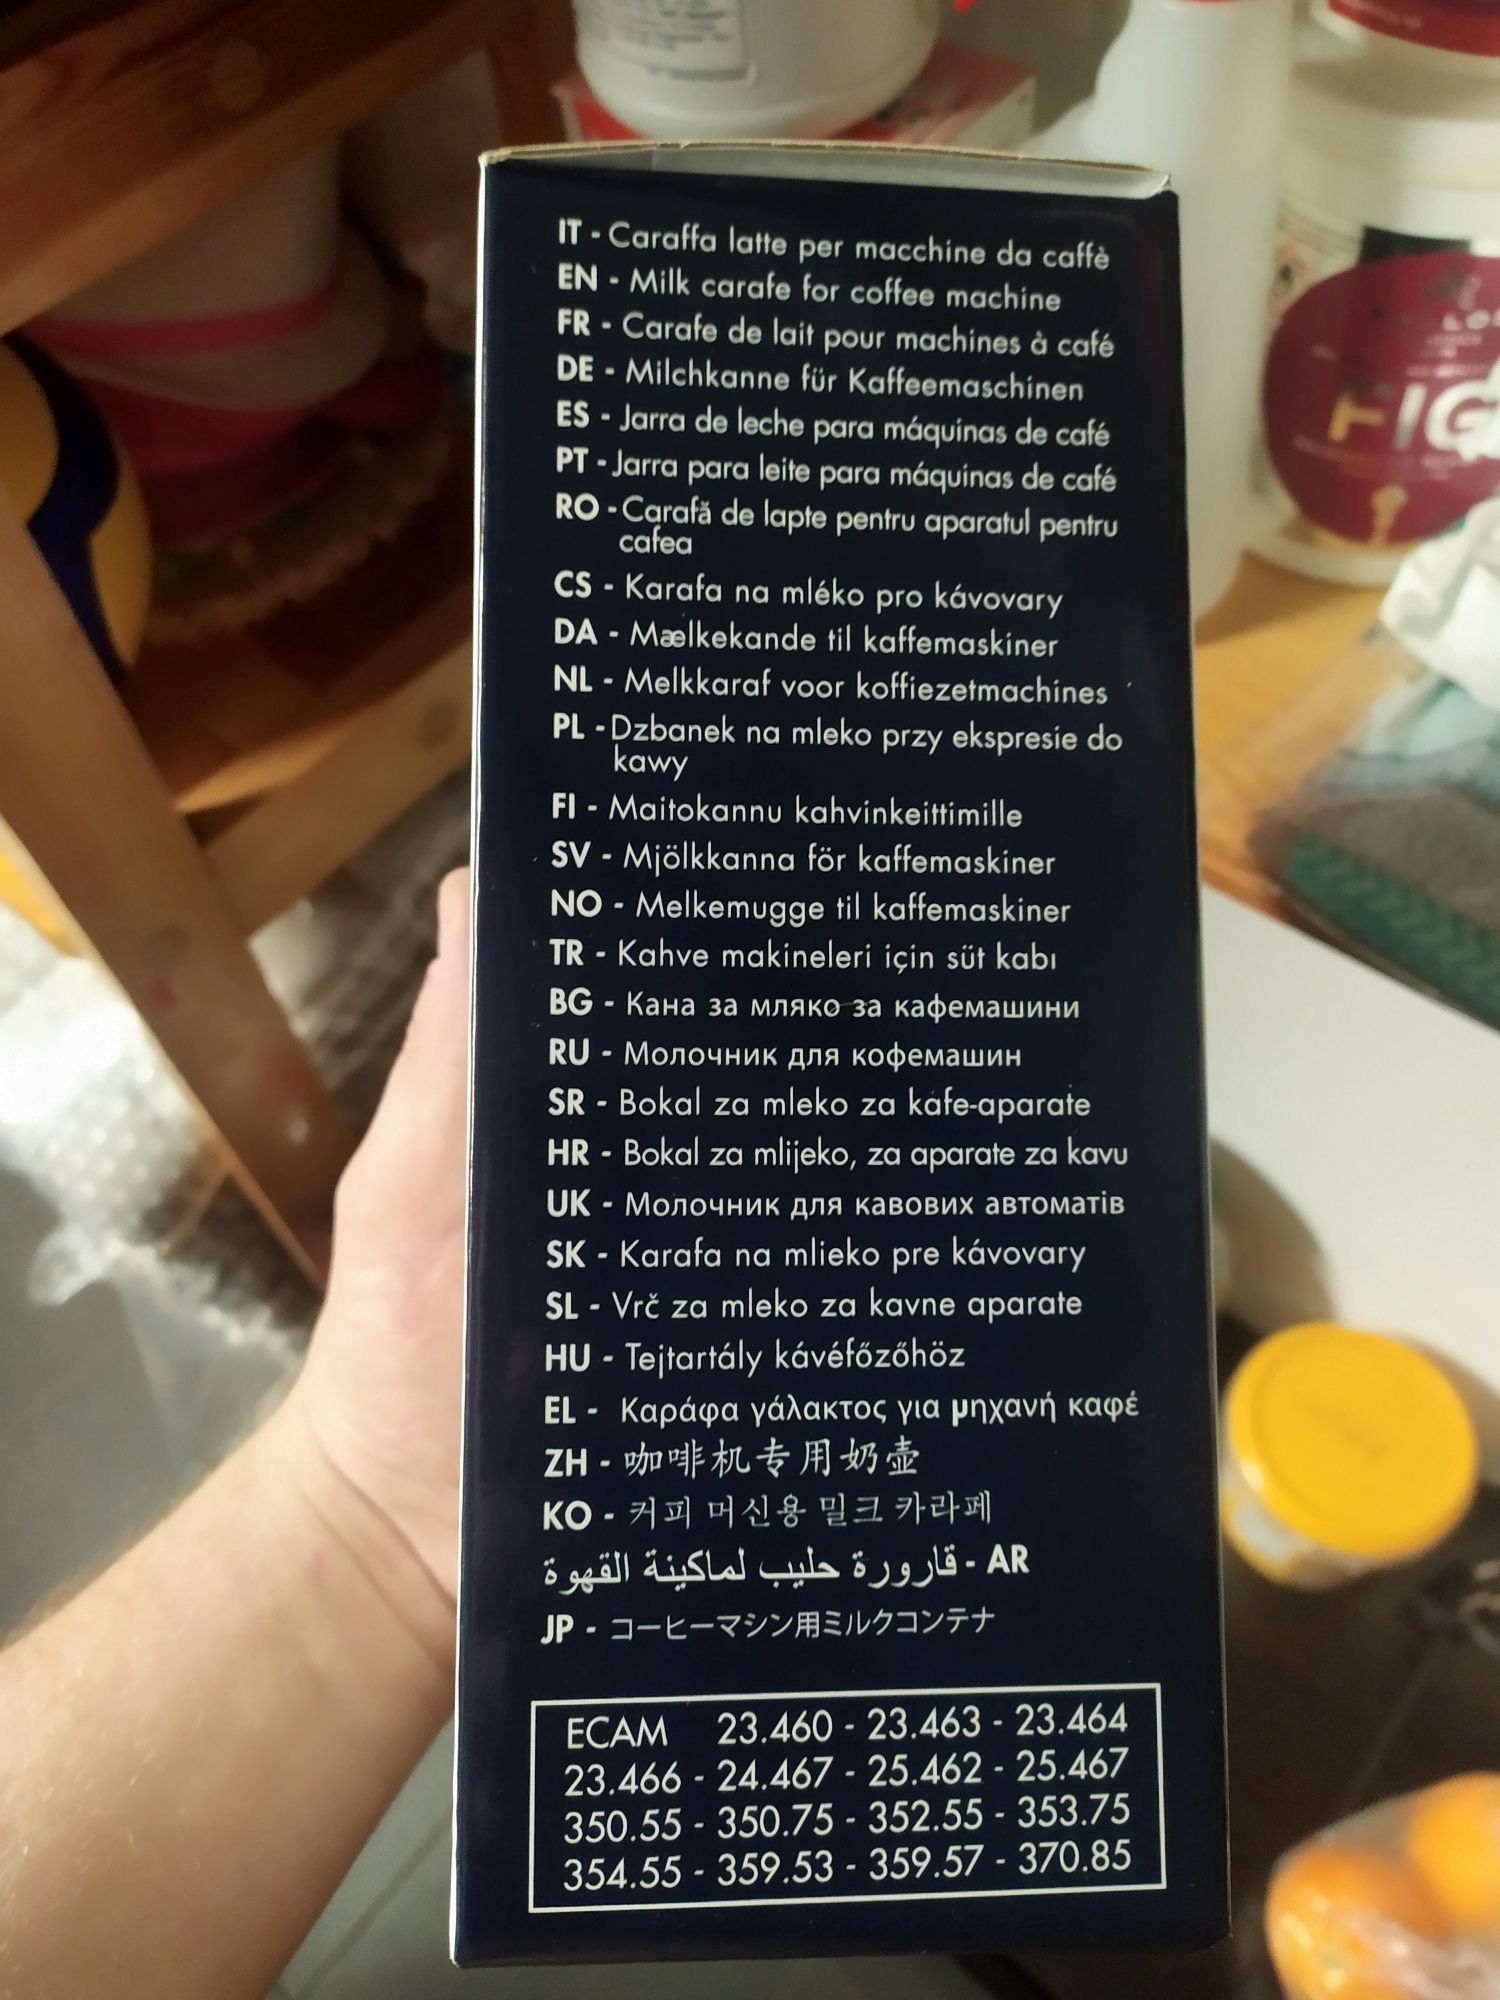 IT - Caraffa latte per macchine da caffè
EN - Milk carafe for coffee machine
FR - Carafe de lait pour machines à café
DE - Milchkanne für Kaffeemaschinen
ES - Jarra de leche para máquinas de café
PT - Jarra para leite para máquinas de café
RO - Carafă de lapte pentru aparatul pentru
cafea
CS - Karafa na mléko pro kávovary
DA - Mælkekande til kaffemaskiner
NL - Melkkaraf voor koffiezetmachines
PL - Dzbanek na mleko przy ekspresie do
kawy
FI - Maitokannu kahvinkeittimille
SV - Mjölkkanna för kaffemaskiner
NO - Melkemugge til kaffemaskiner
TR - Kahve makineleri için süt kabı
BG - Кана за мляко за кафемашини
RU - Молочник для кофемашин
SR - Bokal za mleko za kafe-aparate
HR - Bokal za mlijeko, za aparate za kavu
UK - Молочник для кавових автоматів
SK - Karafa na mlieko pre kávovary
SL - Vrč za mleko za kavne aparate
HU - Tejtartály kávéfőzőhöz
EL - Καράφα γάλακτος για μηχανή καφέ
ZH - 咖啡机专用奶壶
KO - 커피 머신용 밀크 카라페
AR - قارورة حليب لماكينة القهوة
JP - コーヒーマシン用ミルクコンテナ
ECAM 23.460 - 23.463 - 23.464
23.466 - 24.467 - 25.462 - 25.467
350.55 - 350.75 - 352.55 - 353.75
354.55 - 359.53 - 359.57 - 370.85
FIG